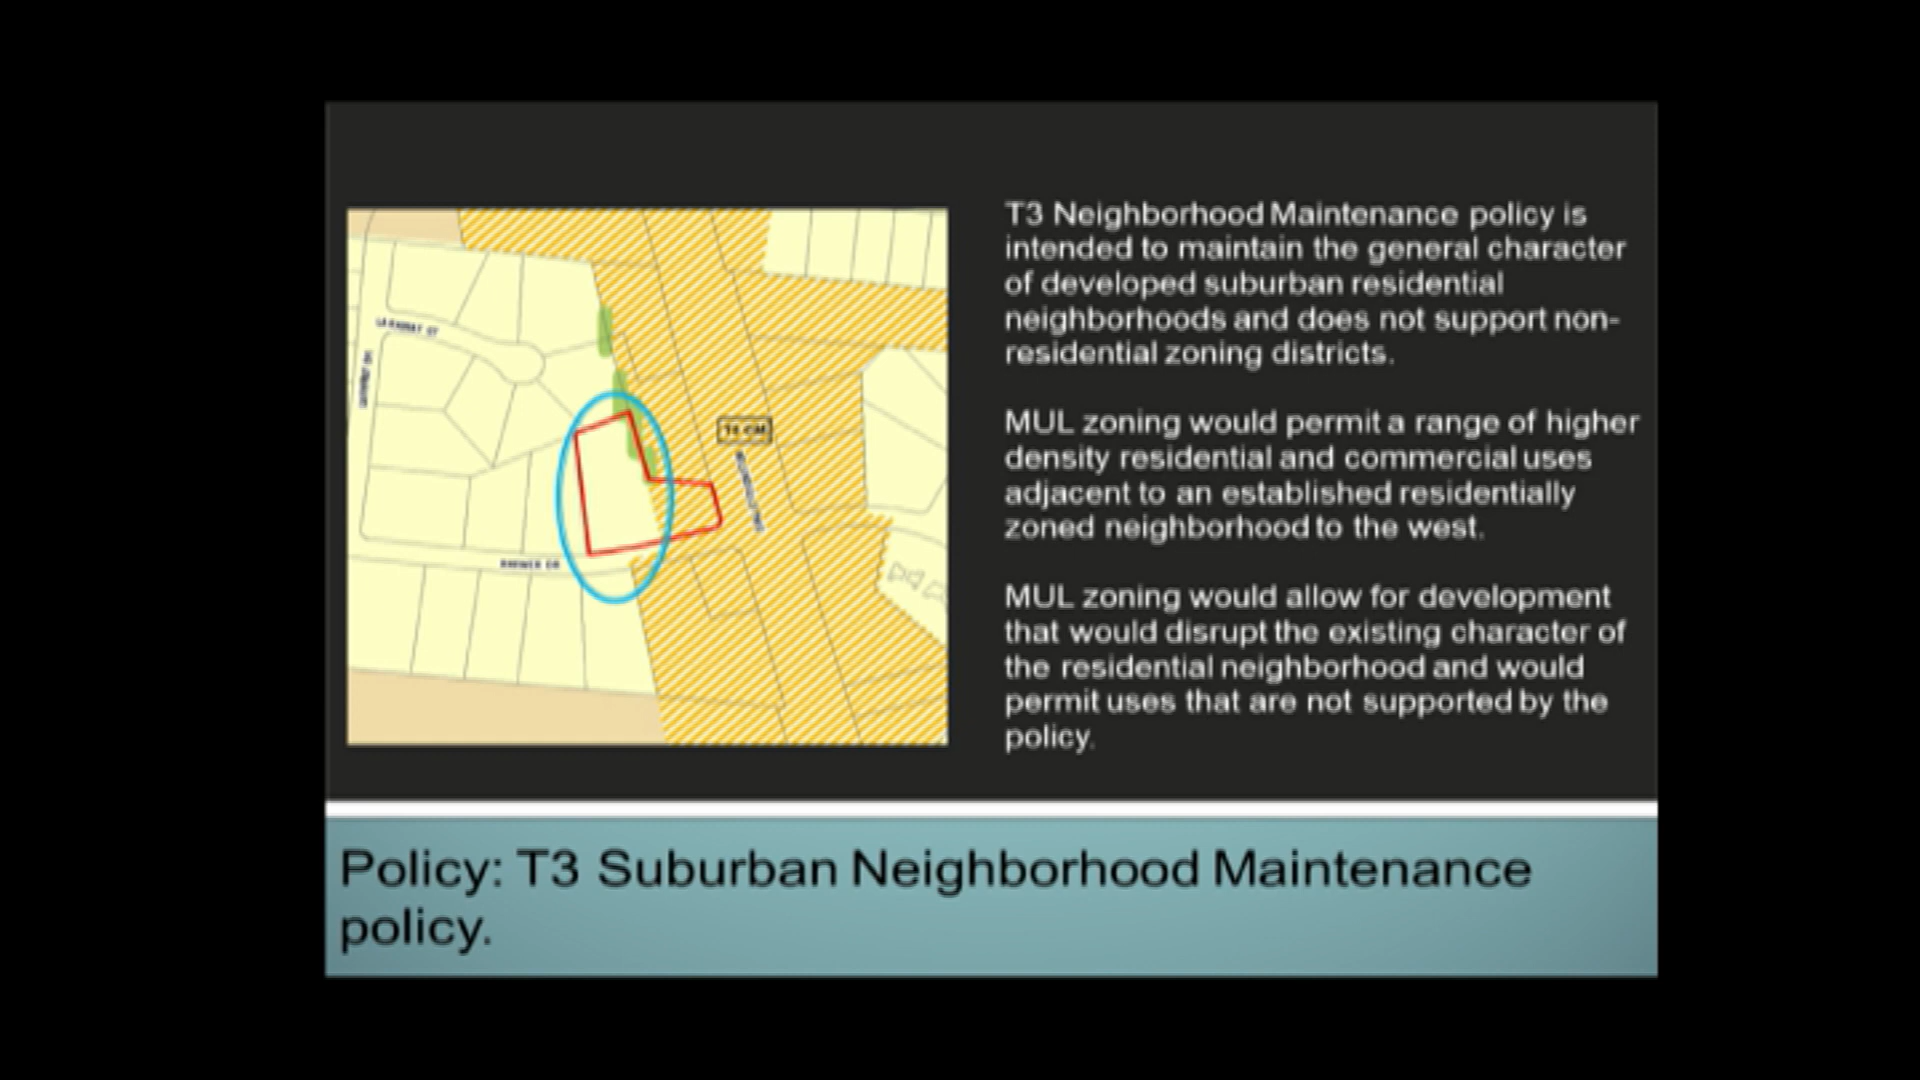 T3 Neighborhood Maintenance policy is
intended to maintain the general character
of developed suburban residential
neighborhoods and does not support non-
residential zoning districts.
MUL zoning would permit a range of higher
density residential and commercial uses
adjacent to an established residentially
zoned neighborhood to the west.
MUL zoning would allow for development
that would disrupt the existing character of
the residential neighborhood and would
permit uses that are not supported by the
policy.
Policy: T3 Suburban Neighborhood Maintenance
policy.